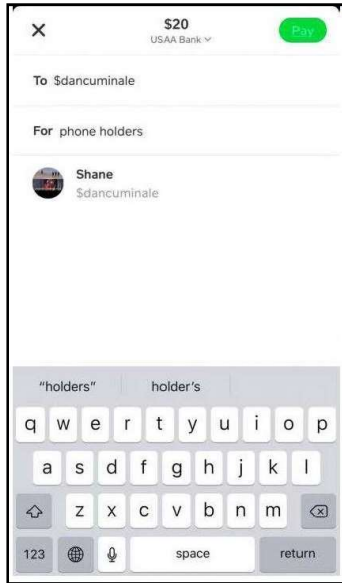 $20
USAA Bank
Pay
To $dancuminale
For phone holders
Shane
$dancuminale
"holders" holder's
q w e r t y u i o p
a s d f g h j k l
z x c v b n m
123 space return